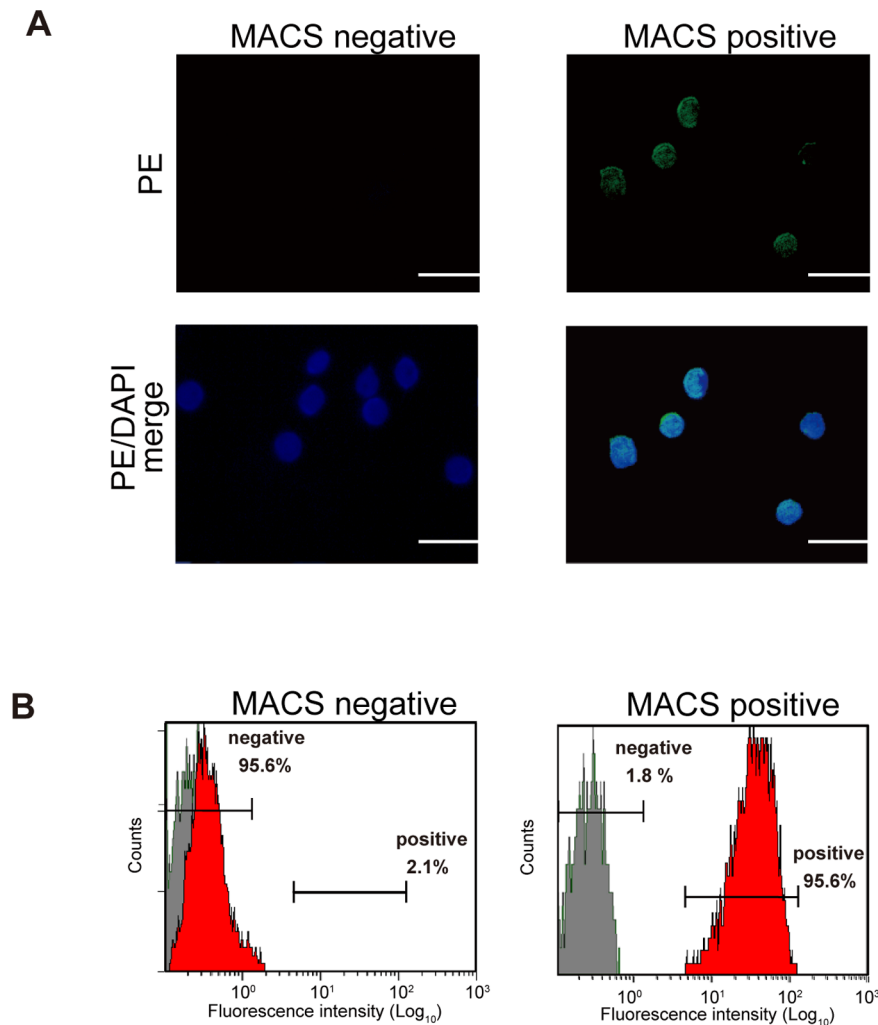 A
MACS negative
MACS positive
PE
PE/DAPI
merge
B
MACS negative
MACS positive
negative
95.6%
positive
2.1%
Counts
10⁰
10¹
10²
10³
Fluorescence intensity (Log₁₀)
negative
1.8 %
positive
95.6%
Counts
10⁰
10¹
10²
10³
Fluorescence intensity (Log₁₀)